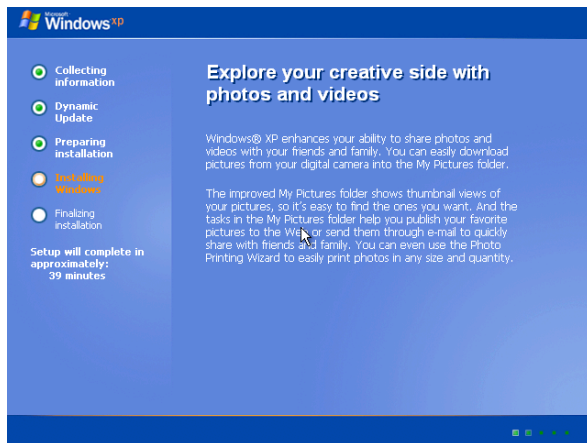 Microsoft
Windows xp
Collecting
information
Dynamic
Update
Preparing
installation
Installing
Windows
Finalizing
installation
Setup will complete in
approximately:
39 minutes
Explore your creative side with
photos and videos
Windows® XP enhances your ability to share photos and
videos with your friends and family. You can easily download
pictures from your digital camera into the My Pictures folder.
The improved My Pictures folder shows thumbnail views of
your pictures, so it's easy to find the ones you want. And the
tasks in the My Pictures folder help you publish your favorite
pictures to the Web or send them through e-mail to quickly
share with friends and family. You can even use the Photo
Printing Wizard to easily print photos in any size and quantity.